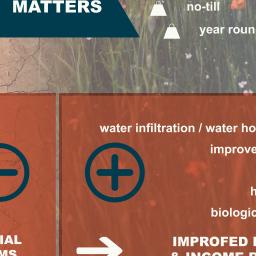 MATTERS
no-till
year roun
water infiltration / water ho
improve
h
biologic
IAL
MS
IMPROFED
& INCOME